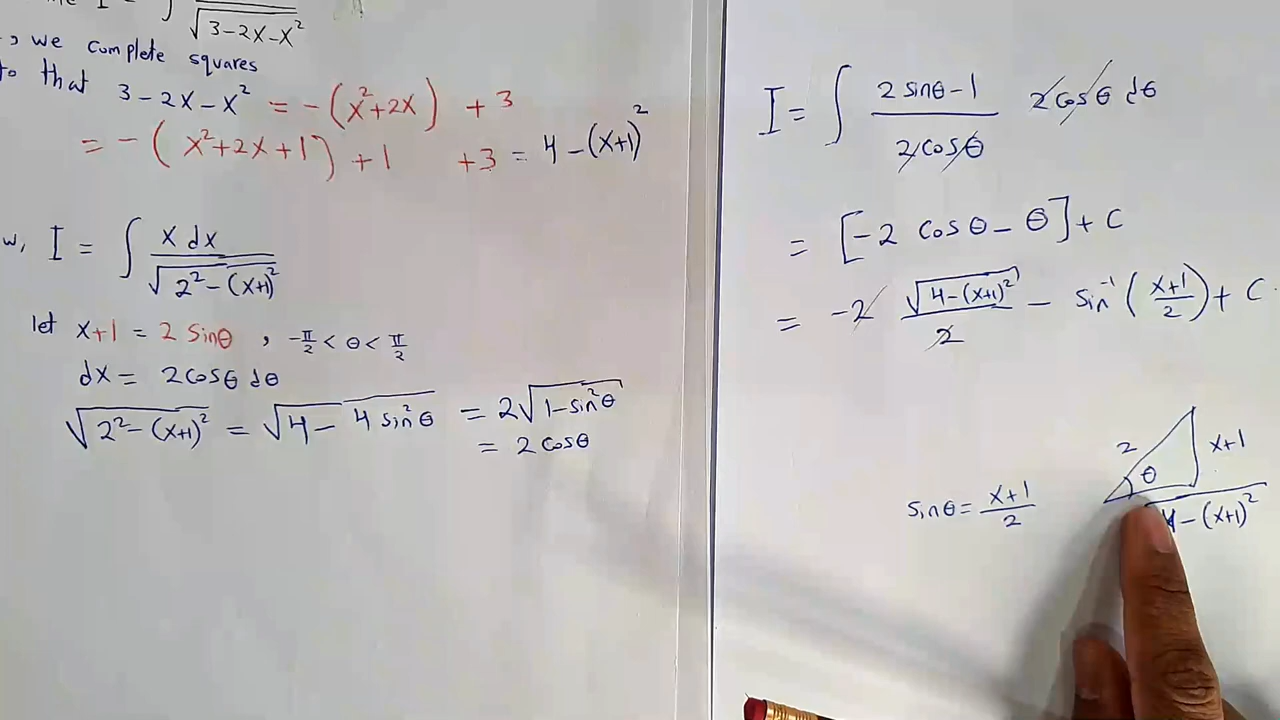 I = ∫ √(3-2x-x²)
, we complete squares
to that 3-2x-x² = -(x²+2x) +3
= -(x²+2x+1) +1 +3 = 4-(x+1)²
w, I = ∫ x dx / √(2²-(x+1)²)
let x+1 = 2 sinθ , -π/2 < θ < π/2
dx = 2cosθ dθ
√(2²-(x+1)²) = √(4- 4 sin²θ) = 2√(1-sin²θ)
= 2 cosθ
I = ∫ (2 sinθ-1) / (2cosθ) 2cosθ dθ
= [-2 cosθ - θ] + C
= -2 √(4-(x+1)²) / 2 - sin⁻¹((x+1)/2) + C
2 θ x+1
sinθ = (x+1)/2
√(4-(x+1)²)